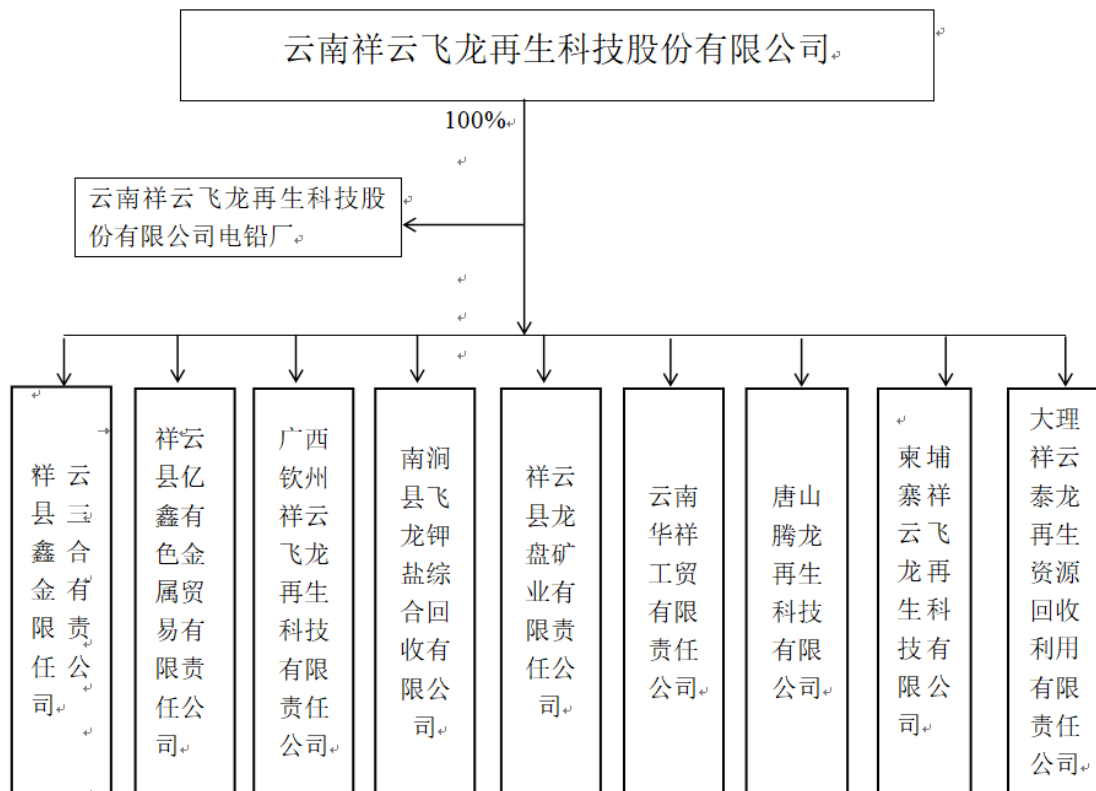 云南祥云飞龙再生科技股份有限公司
100%
云南祥云飞龙再生科技股
份有限公司电铅厂
祥云
县三
鑫合
金有
限责
任公
司
祥云
县亿
鑫有
色金
属贸
易有
限责
任公
司
广西
钦州
祥云
飞龙
再生
科技
有限
责任
公司
南涧
县飞
龙钾
盐综
合回
收有
限公
司
祥云
县龙
盘矿
业有
限责
任公
司
云南
华祥
工贸
有限
责任
公司
唐山
腾龙
再生
科技
有限
公司
柬埔
寨祥
云飞
龙再
生科
技有
限公
司
大理
祥云
泰龙
再生
资源
回收
利用
有限
责任
公司